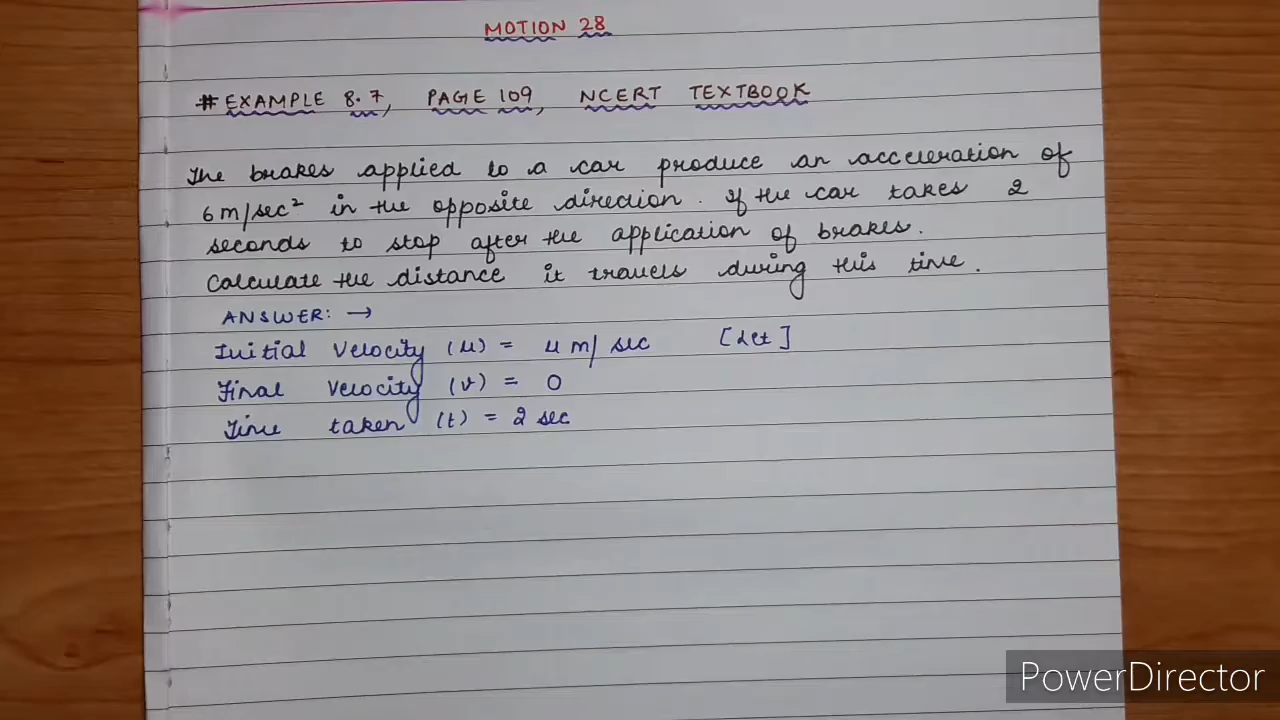 MOTION 28
# EXAMPLE 8.7, PAGE 109, NCERT TEXTBOOK
The brakes applied to a car produce an acceleration of
6 m/sec² in the opposite direction. If the car takes 2
seconds to stop after the application of brakes.
Calculate the distance it travels during this time.
ANSWER: →
Initial Velocity (u) = u m/sec [Let]
Final Velocity (v) = 0
Time taken (t) = 2 sec
PowerDirector